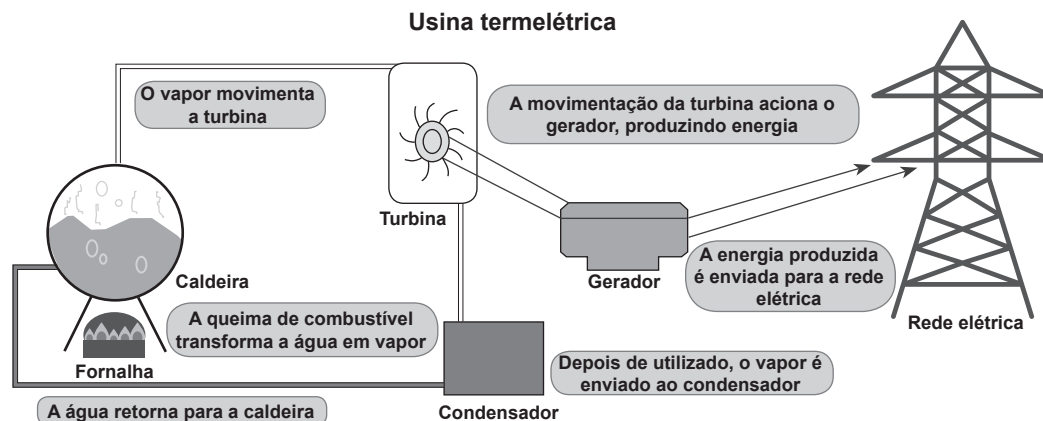 Usina termelétrica
O vapor movimenta
a turbina
A movimentação da turbina aciona o
gerador, produzindo energia
Turbina
Caldeira
Gerador
A energia produzida
é enviada para a rede
elétrica
Rede elétrica
A queima de combustível
transforma a água em vapor
Fornalha
Depois de utilizado, o vapor é
enviado ao condensador
Condensador
A água retorna para a caldeira